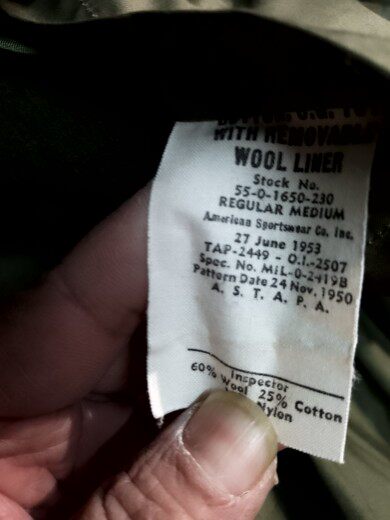 WITH REMOVABLE
WOOL LINER
Stock No.
55-O-1650-230
REGULAR MEDIUM
American Sportswear Co. Inc.
27 June 1953
TAP-2449 - O.I.-2507
Spec. No. MIL-O-2419B
Pattern Date 24 Nov. 1950
A. S. T. A. P. A.
Inspector
60% Wool 25% Cotton
Nylon